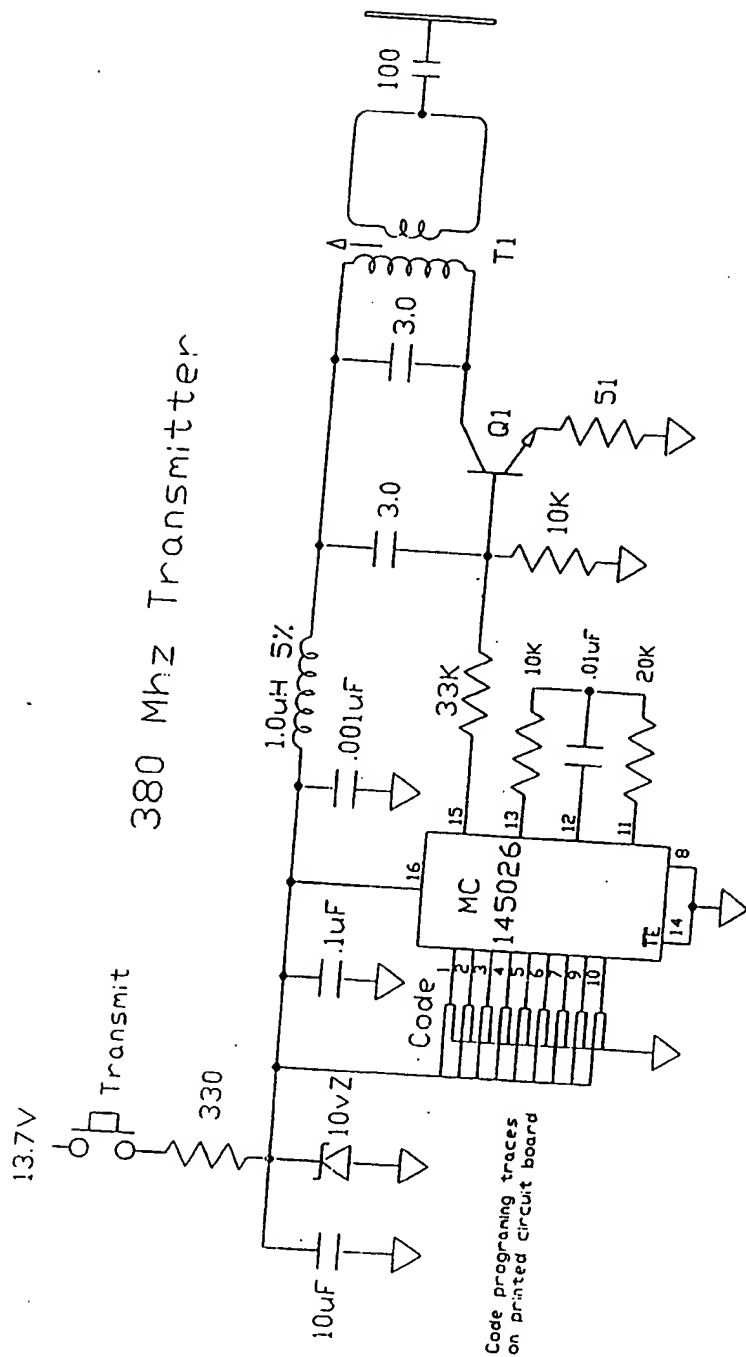 380 Mhz Transmitter
13.7V
Transmit
330
10uF
10vZ
.1uF
.001uF
1.0uH 5%
3.0
3.0
T1
100
Q1
51
10K
33K
10K
.01uF
20K
MC
145026
16
15
13
12
11
TE
14
8
Code
1
2
3
4
5
6
7
9
10
Code programing traces
on printed circuit board